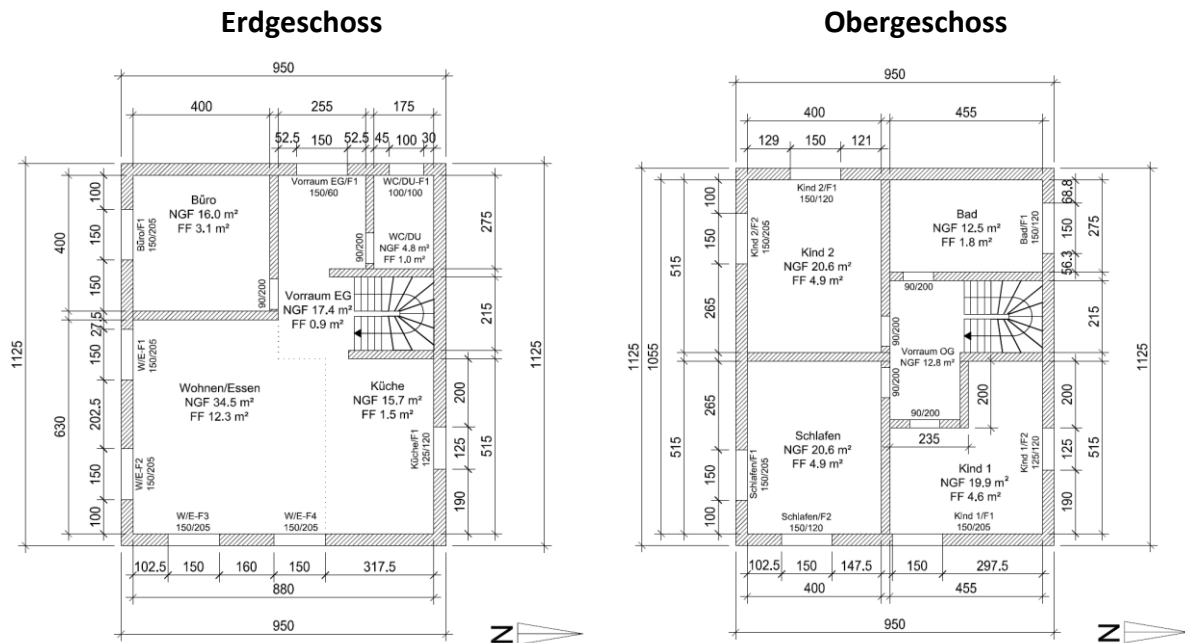 Erdgeschoss
950
400
255
175
52.5
150
52.5
45
100
30
1125
100
150
150
400
27.5
150
202.5
150
100
630
Büro/F1
150/205
Büro
NGF 16.0 m²
FF 3.1 m²
90/200
Vorraum EG/F1
150/60
WC/DU-F1
100/100
WC/DU
NGF 4.8 m²
FF 1.0 m²
90/200
Vorraum EG
NGF 17.4 m²
FF 0.9 m²
W/E-F1
150/205
Wohnen/Essen
NGF 34.5 m²
FF 12.3 m²
Küche
NGF 15.7 m²
FF 1.5 m²
Küche/F1
125/120
W/E-F2
150/205
W/E-F3
150/205
W/E-F4
150/205
275
215
200
125
190
515
1125
102.5
150
160
150
317.5
880
950
N
Obergeschoss
950
400
455
129
150
121
1125
1055
515
515
100
150
265
265
150
100
Kind 2/F1
150/120
Kind 2/F2
150/205
Kind 2
NGF 20.6 m²
FF 4.9 m²
Bad
NGF 12.5 m²
FF 1.8 m²
Bad/F1
150/120
90/200
90/200
Vorraum OG
NGF 12.8 m²
90/200
90/200
200
235
Schlafen/F1
150/205
Schlafen
NGF 20.6 m²
FF 4.9 m²
Schlafen/F2
150/120
Kind 1
NGF 19.9 m²
FF 4.6 m²
Kind 1/F1
150/205
Kind 1/F2
125/120
68.8
150
56.3
275
215
200
125
190
515
1125
102.5
150
147.5
150
297.5
400
455
950
N